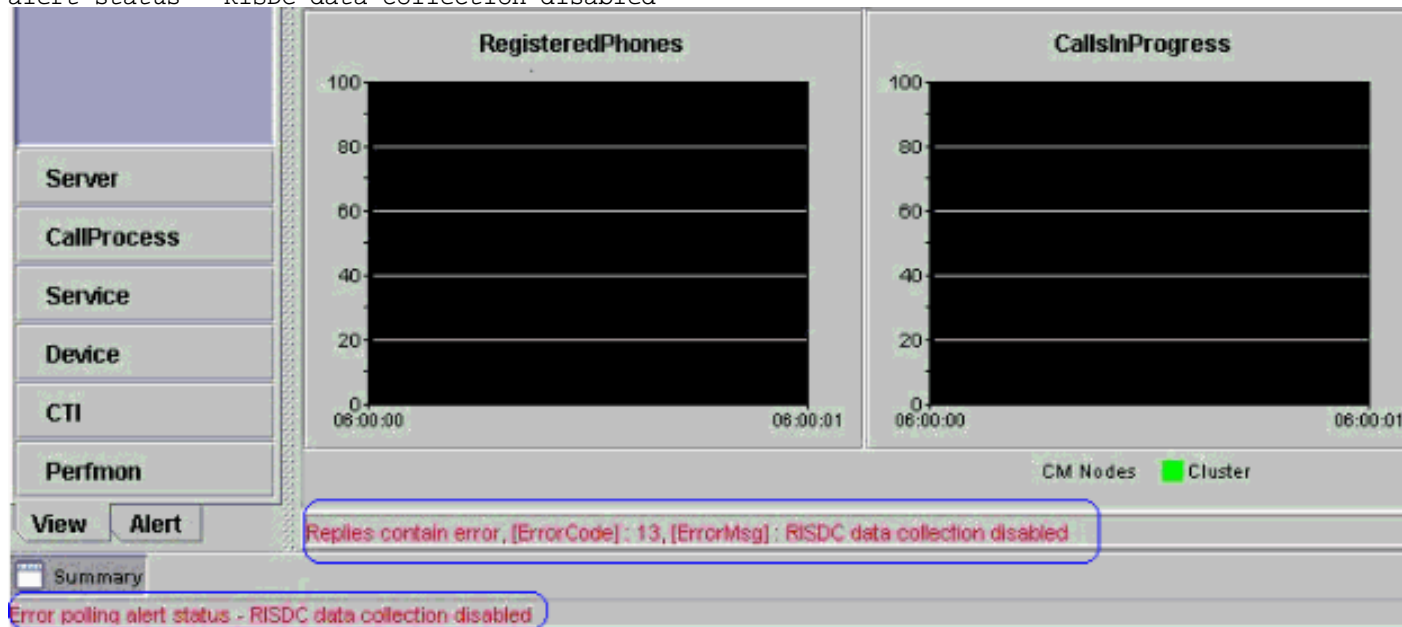 alert status - RISDC data collection disabled
RegisteredPhones
CallsInProgress
100
80
60
40
20
0
06:00:00
06:00:01
100
80
60
40
20
0
06:00:00
06:00:01
Server
CallProcess
Service
Device
CTI
Perfmon
View
Alert
CM Nodes
Cluster
Replies contain error, [ErrorCode] : 13, [ErrorMsg] : RISDC data collection disabled
Summary
Error polling alert status - RISDC data collection disabled